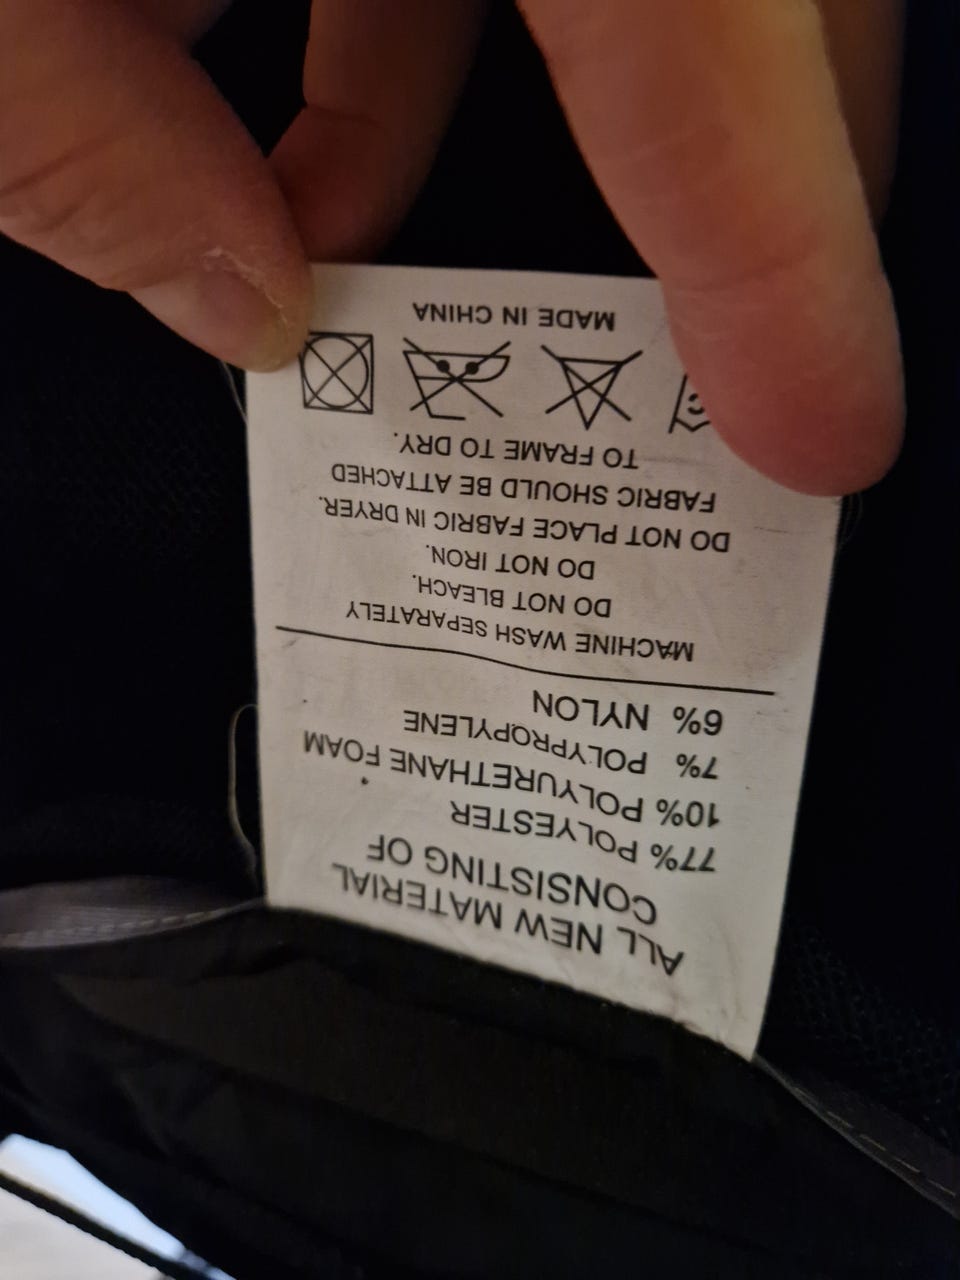 ALL NEW MATERIAL
CONSISTING OF
77% POLYESTER
10% POLYURETHANE FOAM
7% POLYPROPYLENE
6% NYLON
MACHINE WASH SEPARATELY
DO NOT BLEACH.
DO NOT IRON.
DO NOT PLACE FABRIC IN DRYER.
FABRIC SHOULD BE ATTACHED
TO FRAME TO DRY.
MADE IN CHINA